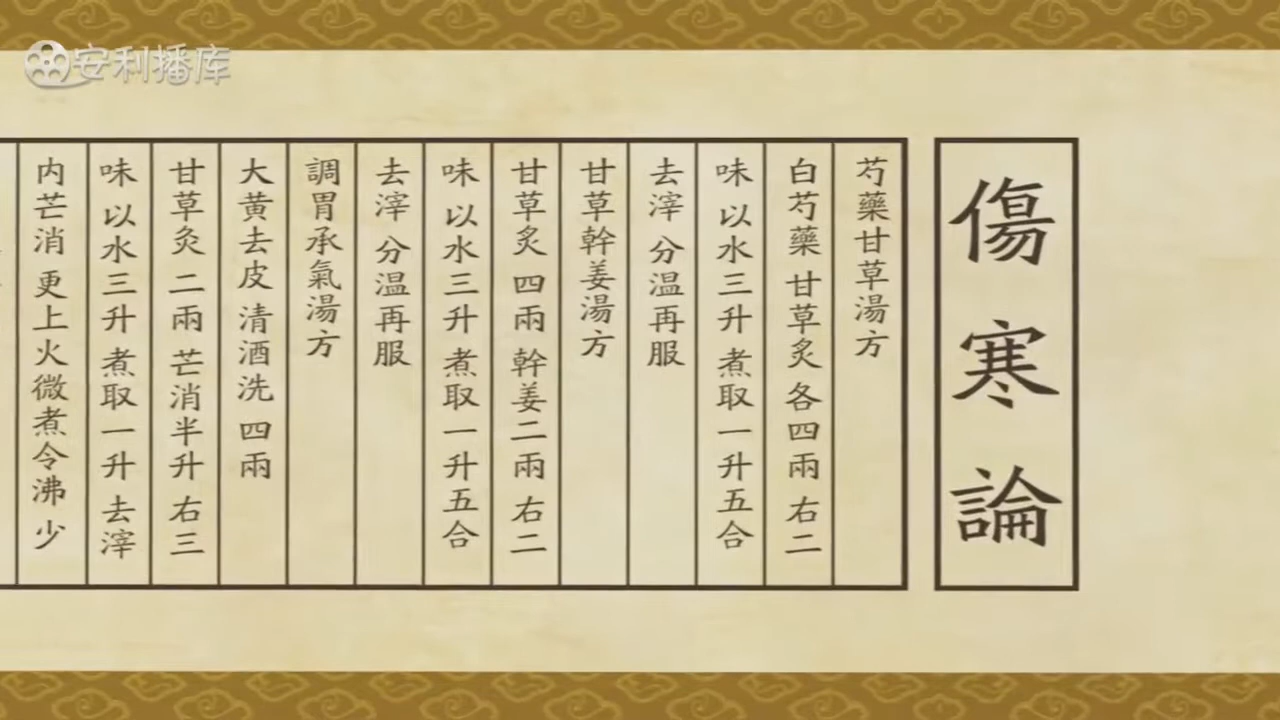 安利播库
傷寒論
芍藥甘草湯方
白芍藥 甘草炙 各四兩 右二
味 以水三升 煮取一升五合
去滓 分温再服
甘草幹姜湯方
甘草炙 四兩 幹姜二兩 右二
味 以水三升 煮取一升五合
去滓 分温再服
調胃承氣湯方
大黄去皮 清酒洗 四兩
甘草灸 二兩 芒消半升 右三
味 以水三升 煮取一升 去滓
内芒消 更上火微煮令沸 少